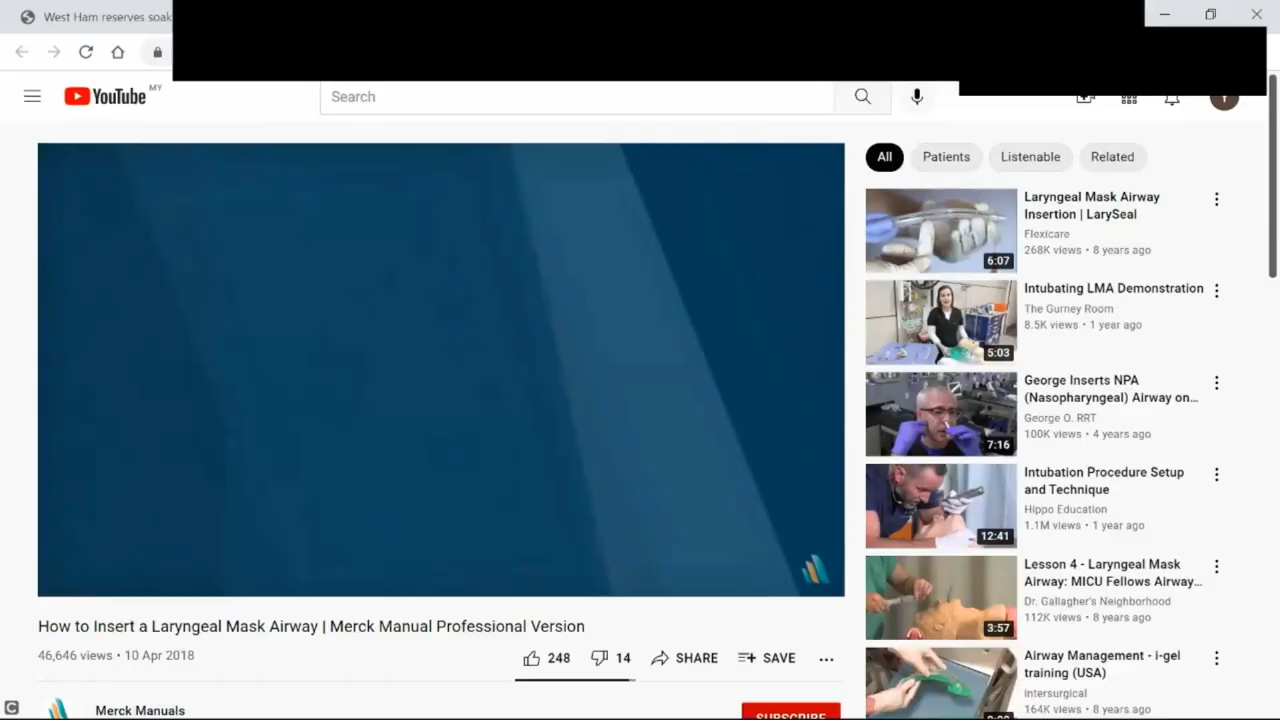 West Ham reserves soak
YouTube MY
Search
All
Patients
Listenable
Related
Laryngeal Mask Airway
Insertion | LarySeal
Flexicare
268K views • 8 years ago
6:07
Intubating LMA Demonstration
The Gurney Room
8.5K views • 1 year ago
5:03
George Inserts NPA
(Nasopharyngeal) Airway on...
George O. RRT
100K views • 4 years ago
7:16
Intubation Procedure Setup
and Technique
Hippo Education
1.1M views • 1 year ago
12:41
Lesson 4 - Laryngeal Mask
Airway: MICU Fellows Airway...
Dr. Gallagher's Neighborhood
112K views • 8 years ago
3:57
Airway Management - i-gel
training (USA)
Intersurgical
164K views • 8 years ago
How to Insert a Laryngeal Mask Airway | Merck Manual Professional Version
46,646 views • 10 Apr 2018
248
14
SHARE
SAVE
Merck Manuals
SUBSCRIBE